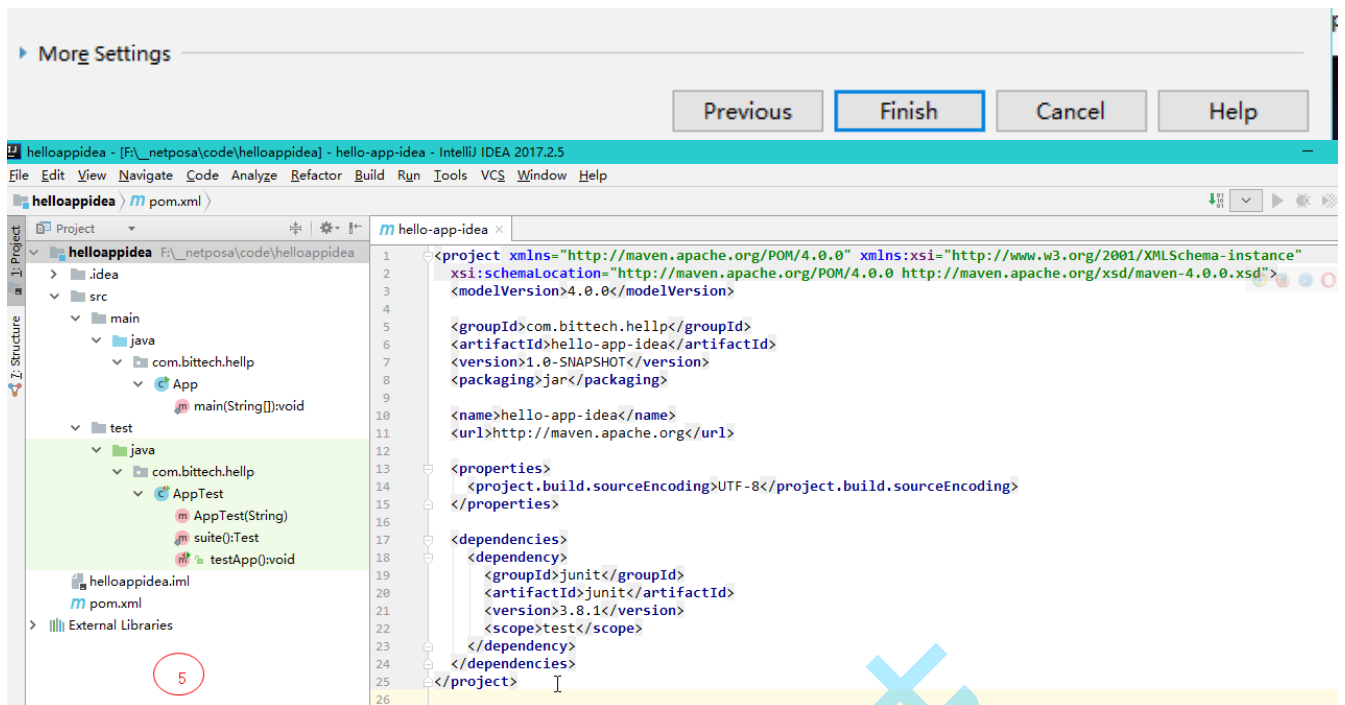 More Settings
Previous Finish Cancel Help
helloappidea - [F:\_netposa\code\helloappidea] - hello-app-idea - IntelliJ IDEA 2017.2.5
File Edit View Navigate Code Analyze Refactor Build Run Tools VCS Window Help
helloappidea m pom.xml
1: Project
7: Structure
Project
helloappidea F:\_netposa\code\helloappidea
.idea
src
main
java
com.bittech.hellp
App
main(String[]):void
test
java
com.bittech.hellp
AppTest
AppTest(String)
suite():Test
testApp():void
helloappidea.iml
pom.xml
External Libraries
5
hello-app-idea
1 <project xmlns="http://maven.apache.org/POM/4.0.0" xmlns:xsi="http://www.w3.org/2001/XMLSchema-instance"
2 xsi:schemaLocation="http://maven.apache.org/POM/4.0.0 http://maven.apache.org/xsd/maven-4.0.0.xsd">
3 <modelVersion>4.0.0</modelVersion>
4
5 <groupId>com.bittech.hellp</groupId>
6 <artifactId>hello-app-idea</artifactId>
7 <version>1.0-SNAPSHOT</version>
8 <packaging>jar</packaging>
9
10 <name>hello-app-idea</name>
11 <url>http://maven.apache.org</url>
12
13 <properties>
14 <project.build.sourceEncoding>UTF-8</project.build.sourceEncoding>
15 </properties>
16
17 <dependencies>
18 <dependency>
19 <groupId>junit</groupId>
20 <artifactId>junit</artifactId>
21 <version>3.8.1</version>
22 <scope>test</scope>
23 </dependency>
24 </dependencies>
25 </project>
26